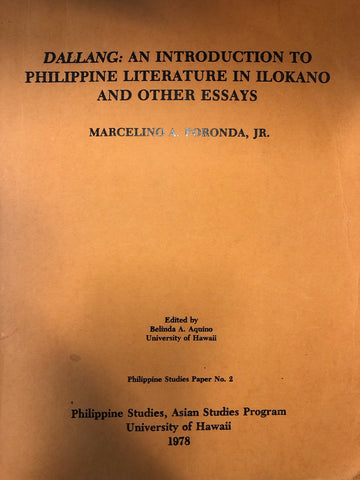 DALLANG: AN INTRODUCTION TO
PHILIPPINE LITERATURE IN ILOKANO
AND OTHER ESSAYS
MARCELINO A. FORONDA, JR.
Edited by
Belinda A. Aquino
University of Hawaii
Philippine Studies Paper No. 2
Philippine Studies, Asian Studies Program
University of Hawaii
1978